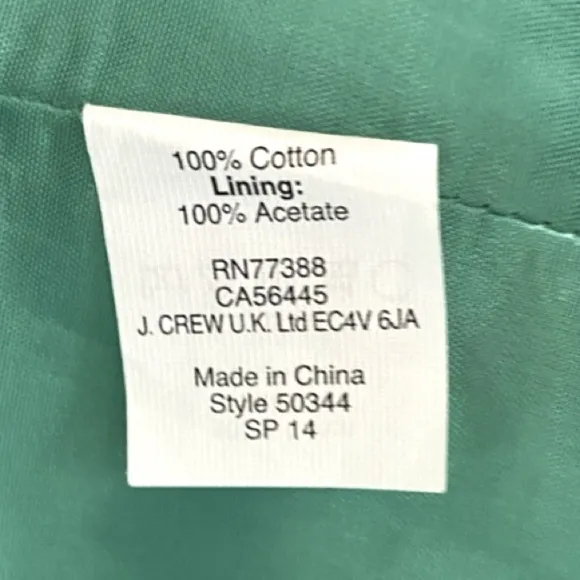 100% Cotton
Lining:
100% Acetate
RN77388
CA56445
J. CREW U.K. Ltd EC4V 6JA
Made in China
Style 50344
SP 14